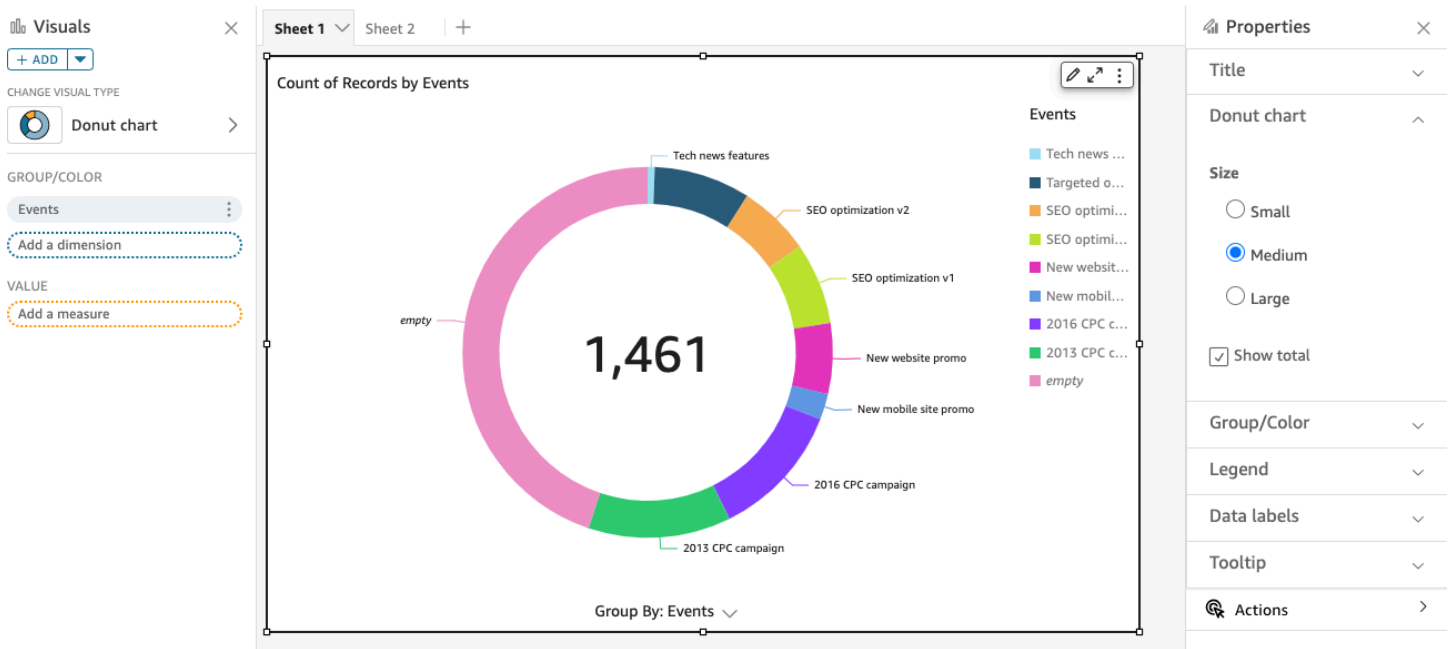 Visuals
+ ADD
CHANGE VISUAL TYPE
Donut chart
GROUP/COLOR
Events
Add a dimension
VALUE
Add a measure
Sheet 1
Sheet 2
Count of Records by Events
Tech news features
SEO optimization v2
SEO optimization v1
empty
1,461
New website promo
New mobile site promo
2016 CPC campaign
2013 CPC campaign
Group By: Events
Events
Tech news ...
Targeted o...
SEO optimi...
SEO optimi...
New websit...
New mobil...
2016 CPC c...
2013 CPC c...
empty
Properties
Title
Donut chart
Size
Small
Medium
Large
Show total
Group/Color
Legend
Data labels
Tooltip
Actions